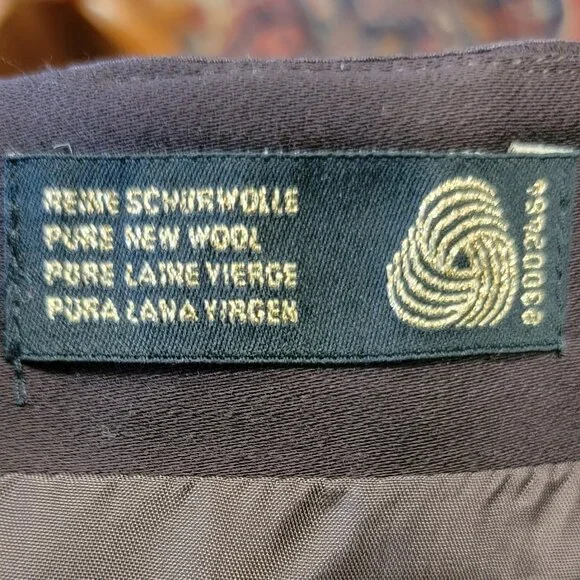 REINE SCHURWOLLE
PURE NEW WOOL
PURE LAINE VIERGE
PURA LANA VIRGEN